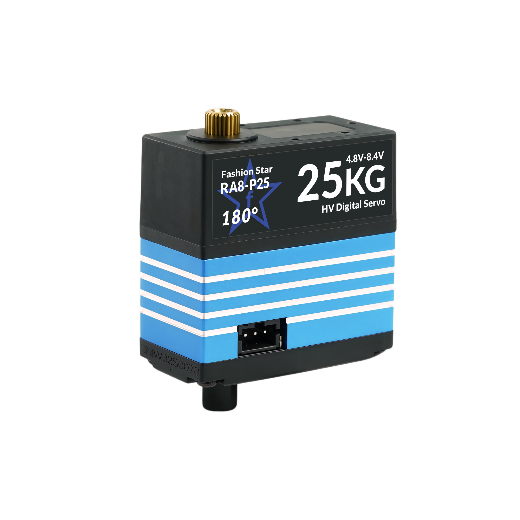 Fashion Star
RA8-P25
180°
4.8V-8.4V
25KG
HV Digital Servo